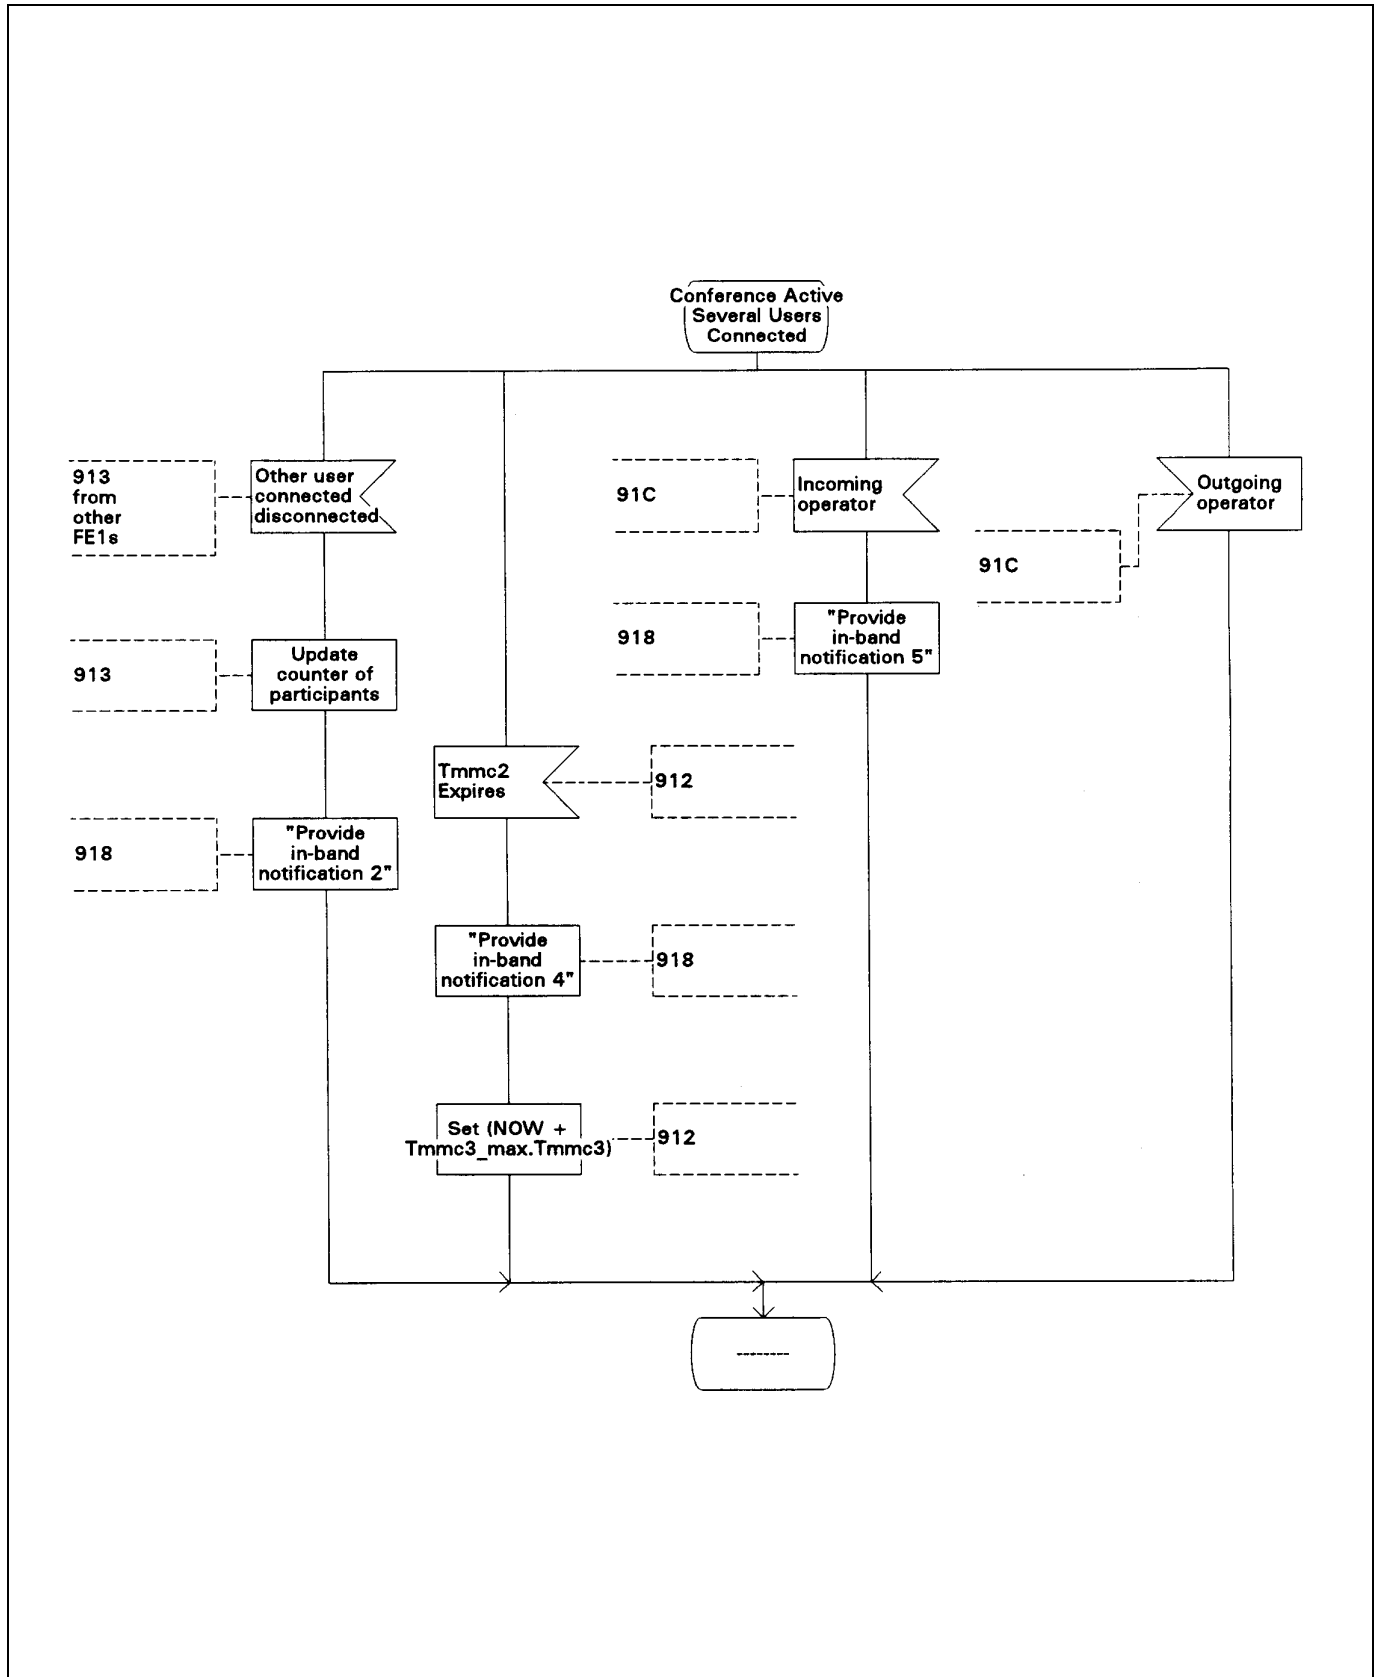 Conference Active
Several Users
Connected
913
from
other
FE1s
Other user
connected
disconnected
91C
Incoming
operator
Outgoing
operator
91C
918
"Provide
in-band
notification 5"
913
Update
counter of
participants
Tmmc2
Expires
912
918
"Provide
in-band
notification 2"
"Provide
in-band
notification 4"
918
Set (NOW +
Tmmc3_max.Tmmc3)
912